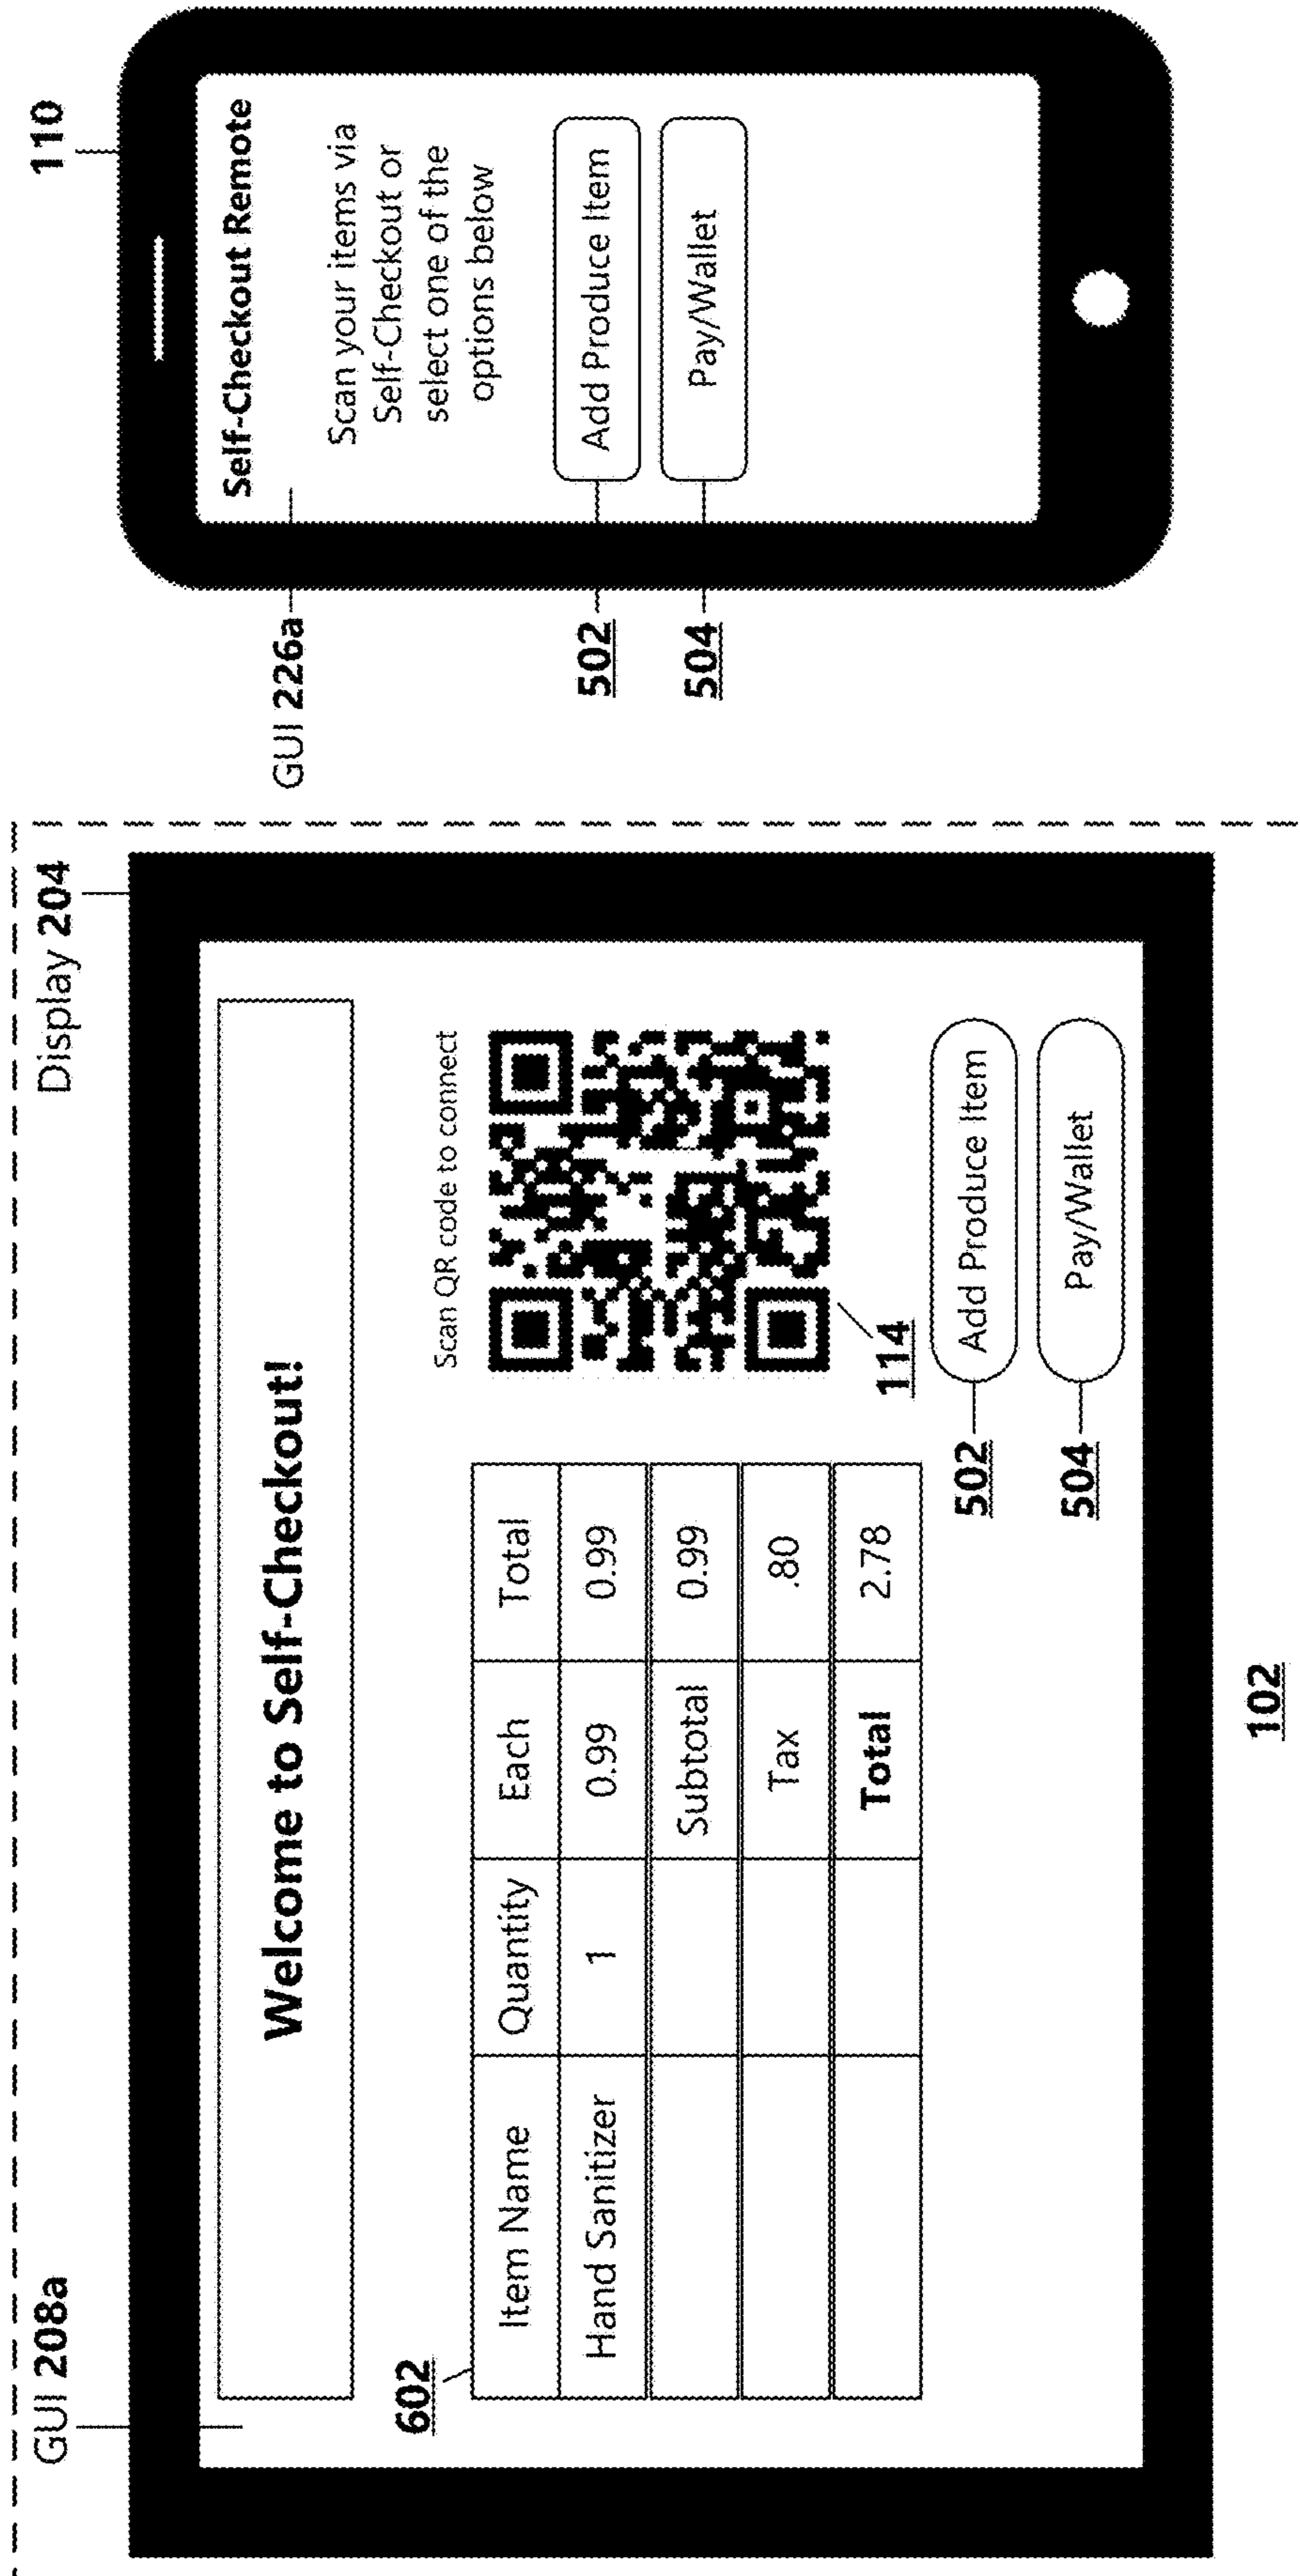 GUI 208a
Display 204
Welcome to Self-Checkout!
602
Item Name Quantity Each Total
Hand Sanitizer 1 0.99 0.99
Subtotal 0.99
Tax .80
Total 2.78
Scan QR code to connect
114
502
Add Produce Item
504
Pay/Wallet
102
110
Self-Checkout Remote
GUI 226a
Scan your items via
Self-Checkout or
select one of the
options below
502
Add Produce Item
504
Pay/Wallet